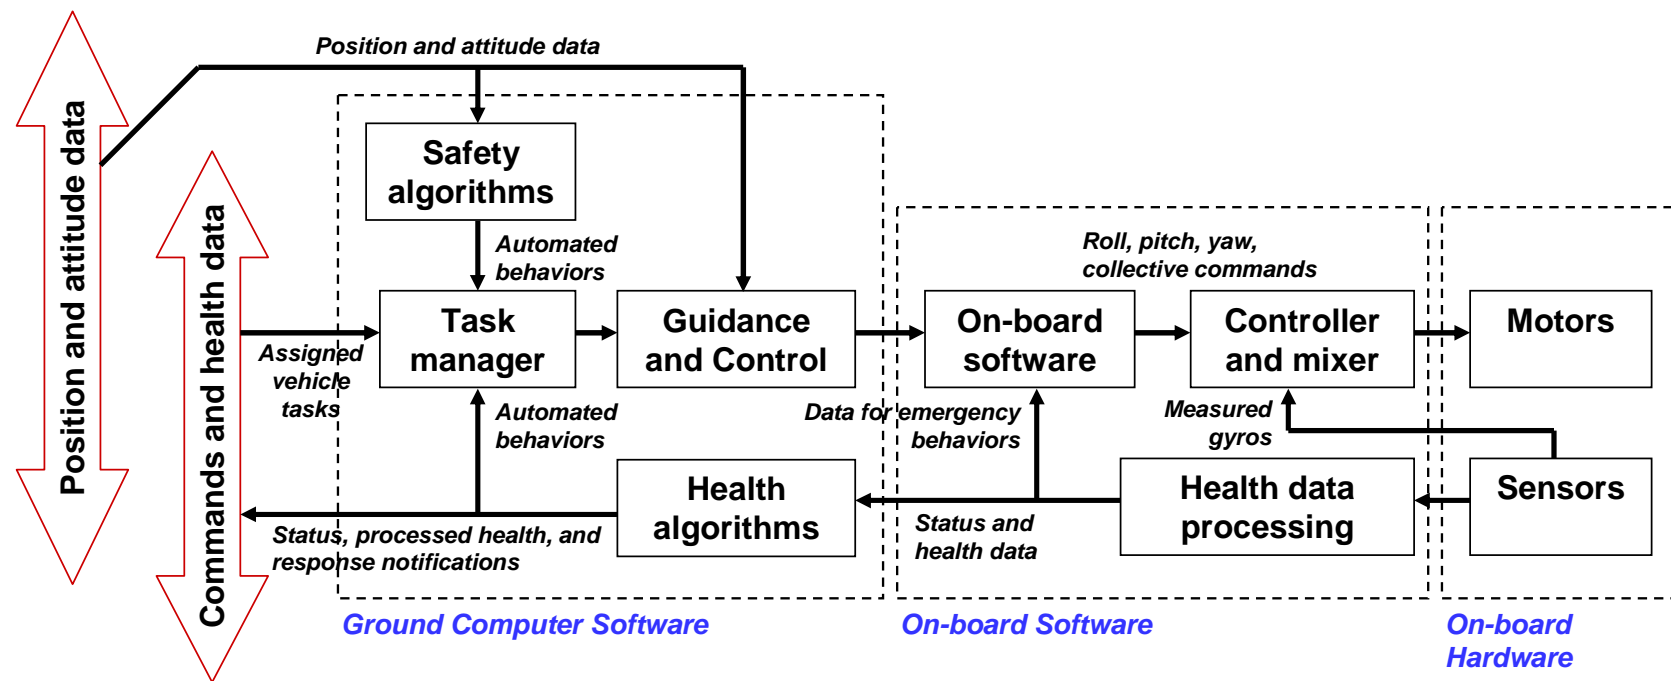 Position and attitude data
Position and attitude data
Commands and health data
Safety
algorithms
Automated
behaviors
Roll, pitch, yaw,
collective commands
Task
manager
Guidance
and Control
On-board
software
Controller
and mixer
Motors
Assigned
vehicle
tasks
Automated
behaviors
Data for emergency
behaviors
Measured
gyros
Health
algorithms
Status and
health data
Health data
processing
Sensors
Status, processed health, and
response notifications
Ground Computer Software
On-board Software
On-board
Hardware